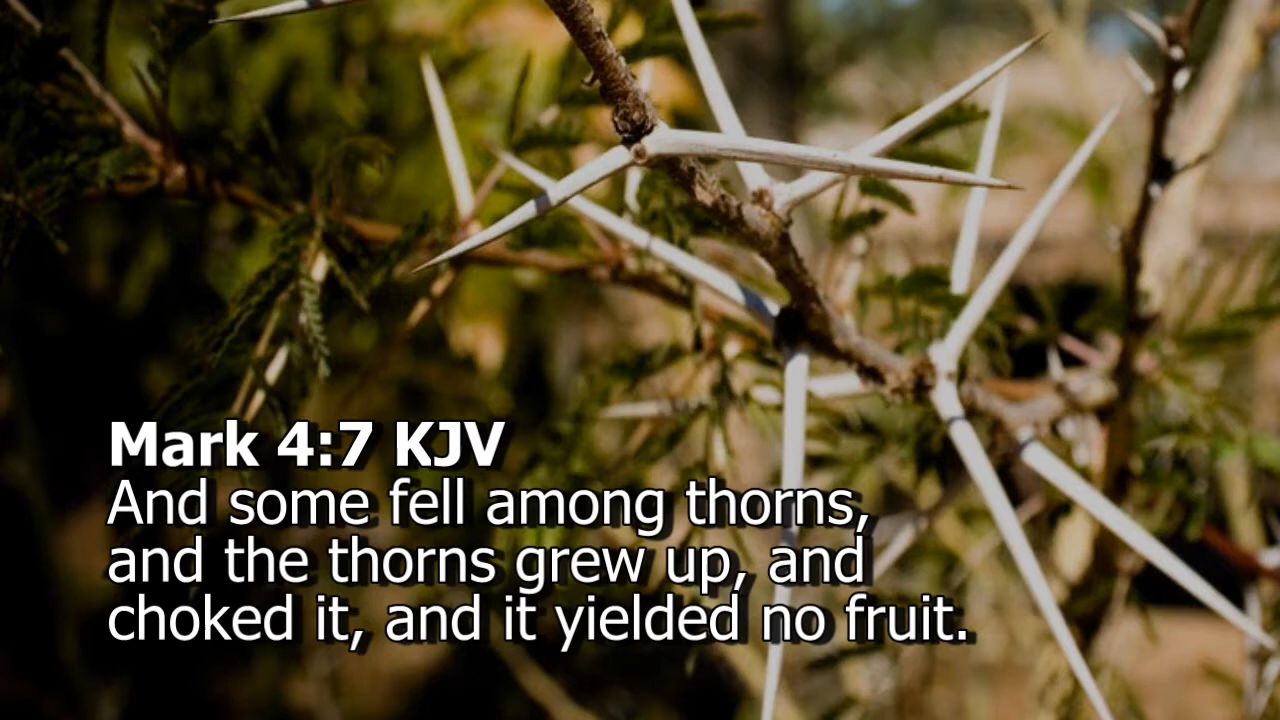 Mark 4:7 KJV
And some fell among thorns,
and the thorns grew up, and
choked it, and it yielded no fruit.